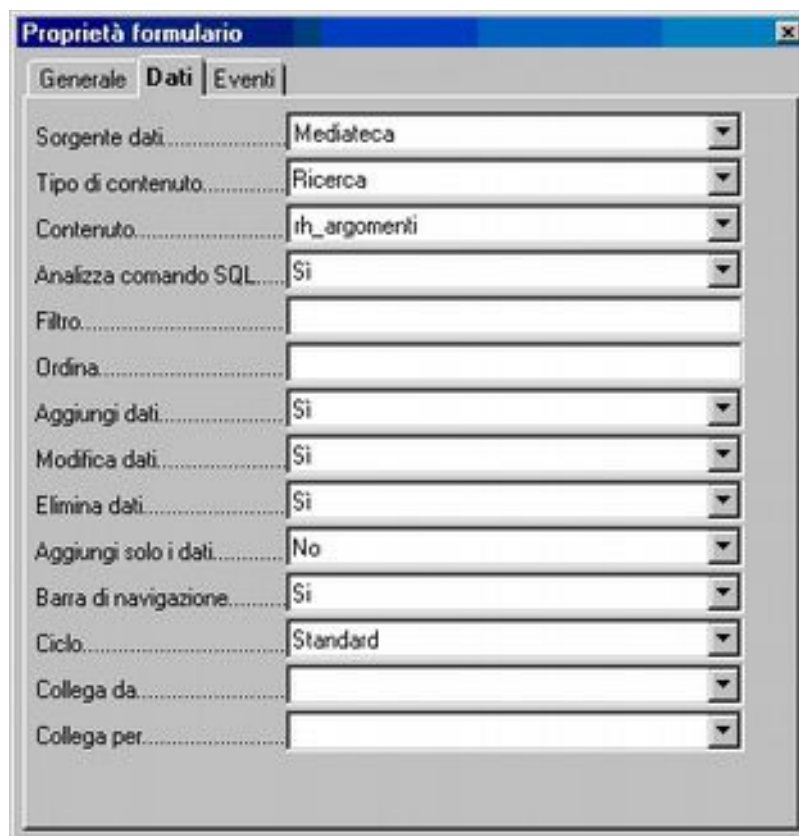 Proprietà formulario
Generale Dati Eventi
Sorgente dati Mediateca
Tipo di contenuto Ricerca
Contenuto rh_argomenti
Analizza comando SQL Sì
Filtro
Ordina
Aggiungi dati Sì
Modifica dati Sì
Elimina dati Sì
Aggiungi solo i dati No
Barra di navigazione Si
Ciclo Standard
Collega da
Collega per